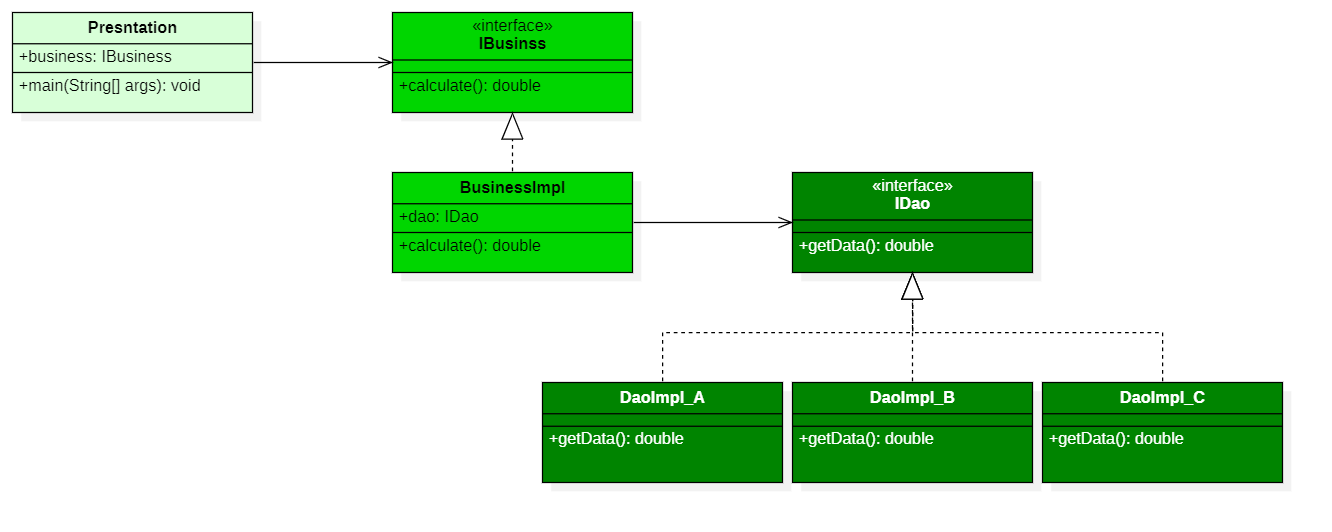 Presntation
+business: IBusiness
+main(String[] args): void
«interface»
IBusinss
+calculate(): double
BusinessImpl
+dao: IDao
+calculate(): double
«interface»
IDao
+getData(): double
DaoImpl_A
+getData(): double
DaoImpl_B
+getData(): double
DaoImpl_C
+getData(): double